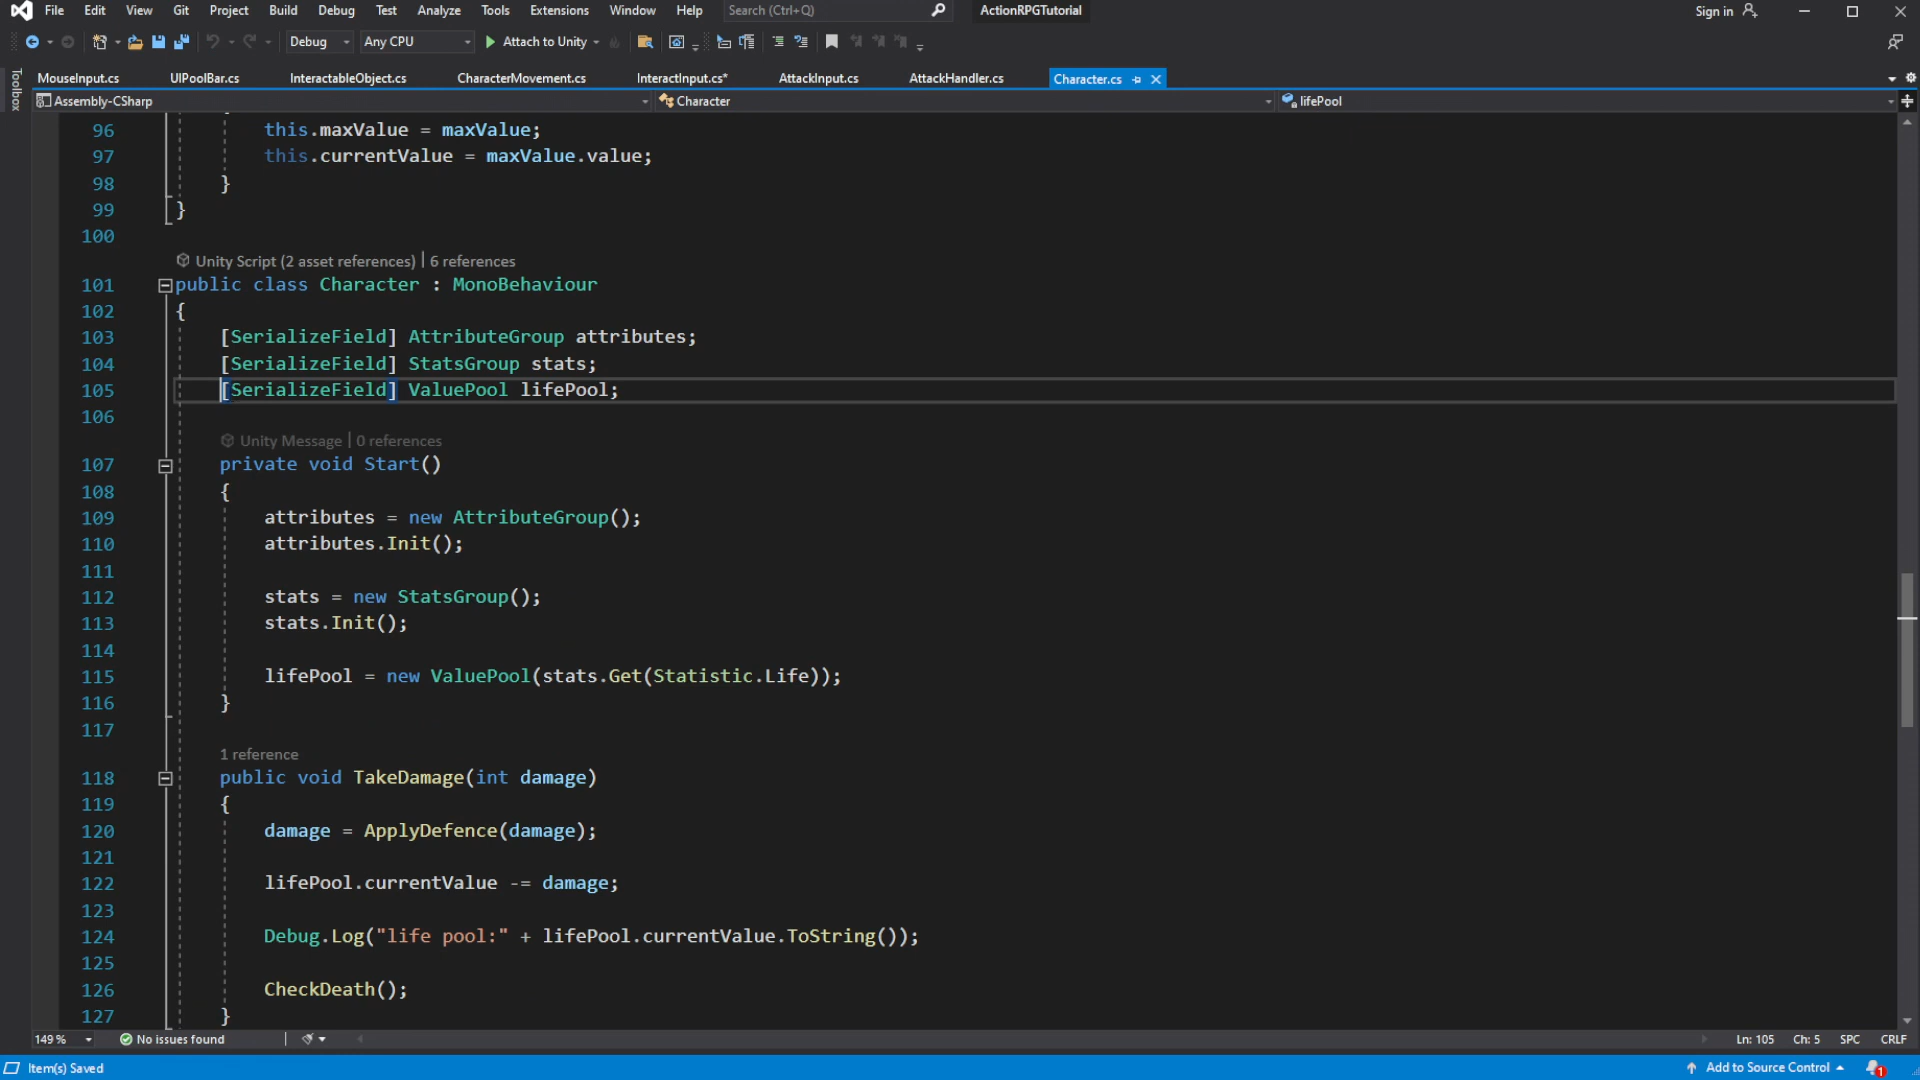 File Edit View Git Project Build Debug Test Analyze Tools Extensions Window Help Search (Ctrl+Q) ActionRPGTutorial Sign in
Debug Any CPU Attach to Unity
Toolbox
MouseInput.cs UIPoolBar.cs InteractableObject.cs CharacterMovement.cs InteractInput.cs* AttackInput.cs AttackHandler.cs Character.cs
Assembly-CSharp Character lifePool
96 this.maxValue = maxValue;
97 this.currentValue = maxValue.value;
98 }
99 }
100
Unity Script (2 asset references) | 6 references
101 public class Character : MonoBehaviour
102 {
103 [SerializeField] AttributeGroup attributes;
104 [SerializeField] StatsGroup stats;
105 [SerializeField] ValuePool lifePool;
106
Unity Message | 0 references
107 private void Start()
108 {
109 attributes = new AttributeGroup();
110 attributes.Init();
111
112 stats = new StatsGroup();
113 stats.Init();
114
115 lifePool = new ValuePool(stats.Get(Statistic.Life));
116 }
117
1 reference
118 public void TakeDamage(int damage)
119 {
120 damage = ApplyDefence(damage);
121
122 lifePool.currentValue -= damage;
123
124 Debug.Log("life pool:" + lifePool.currentValue.ToString());
125
126 CheckDeath();
127 }
149 % No issues found Ln: 105 Ch: 5 SPC CRLF
Item(s) Saved Add to Source Control 1